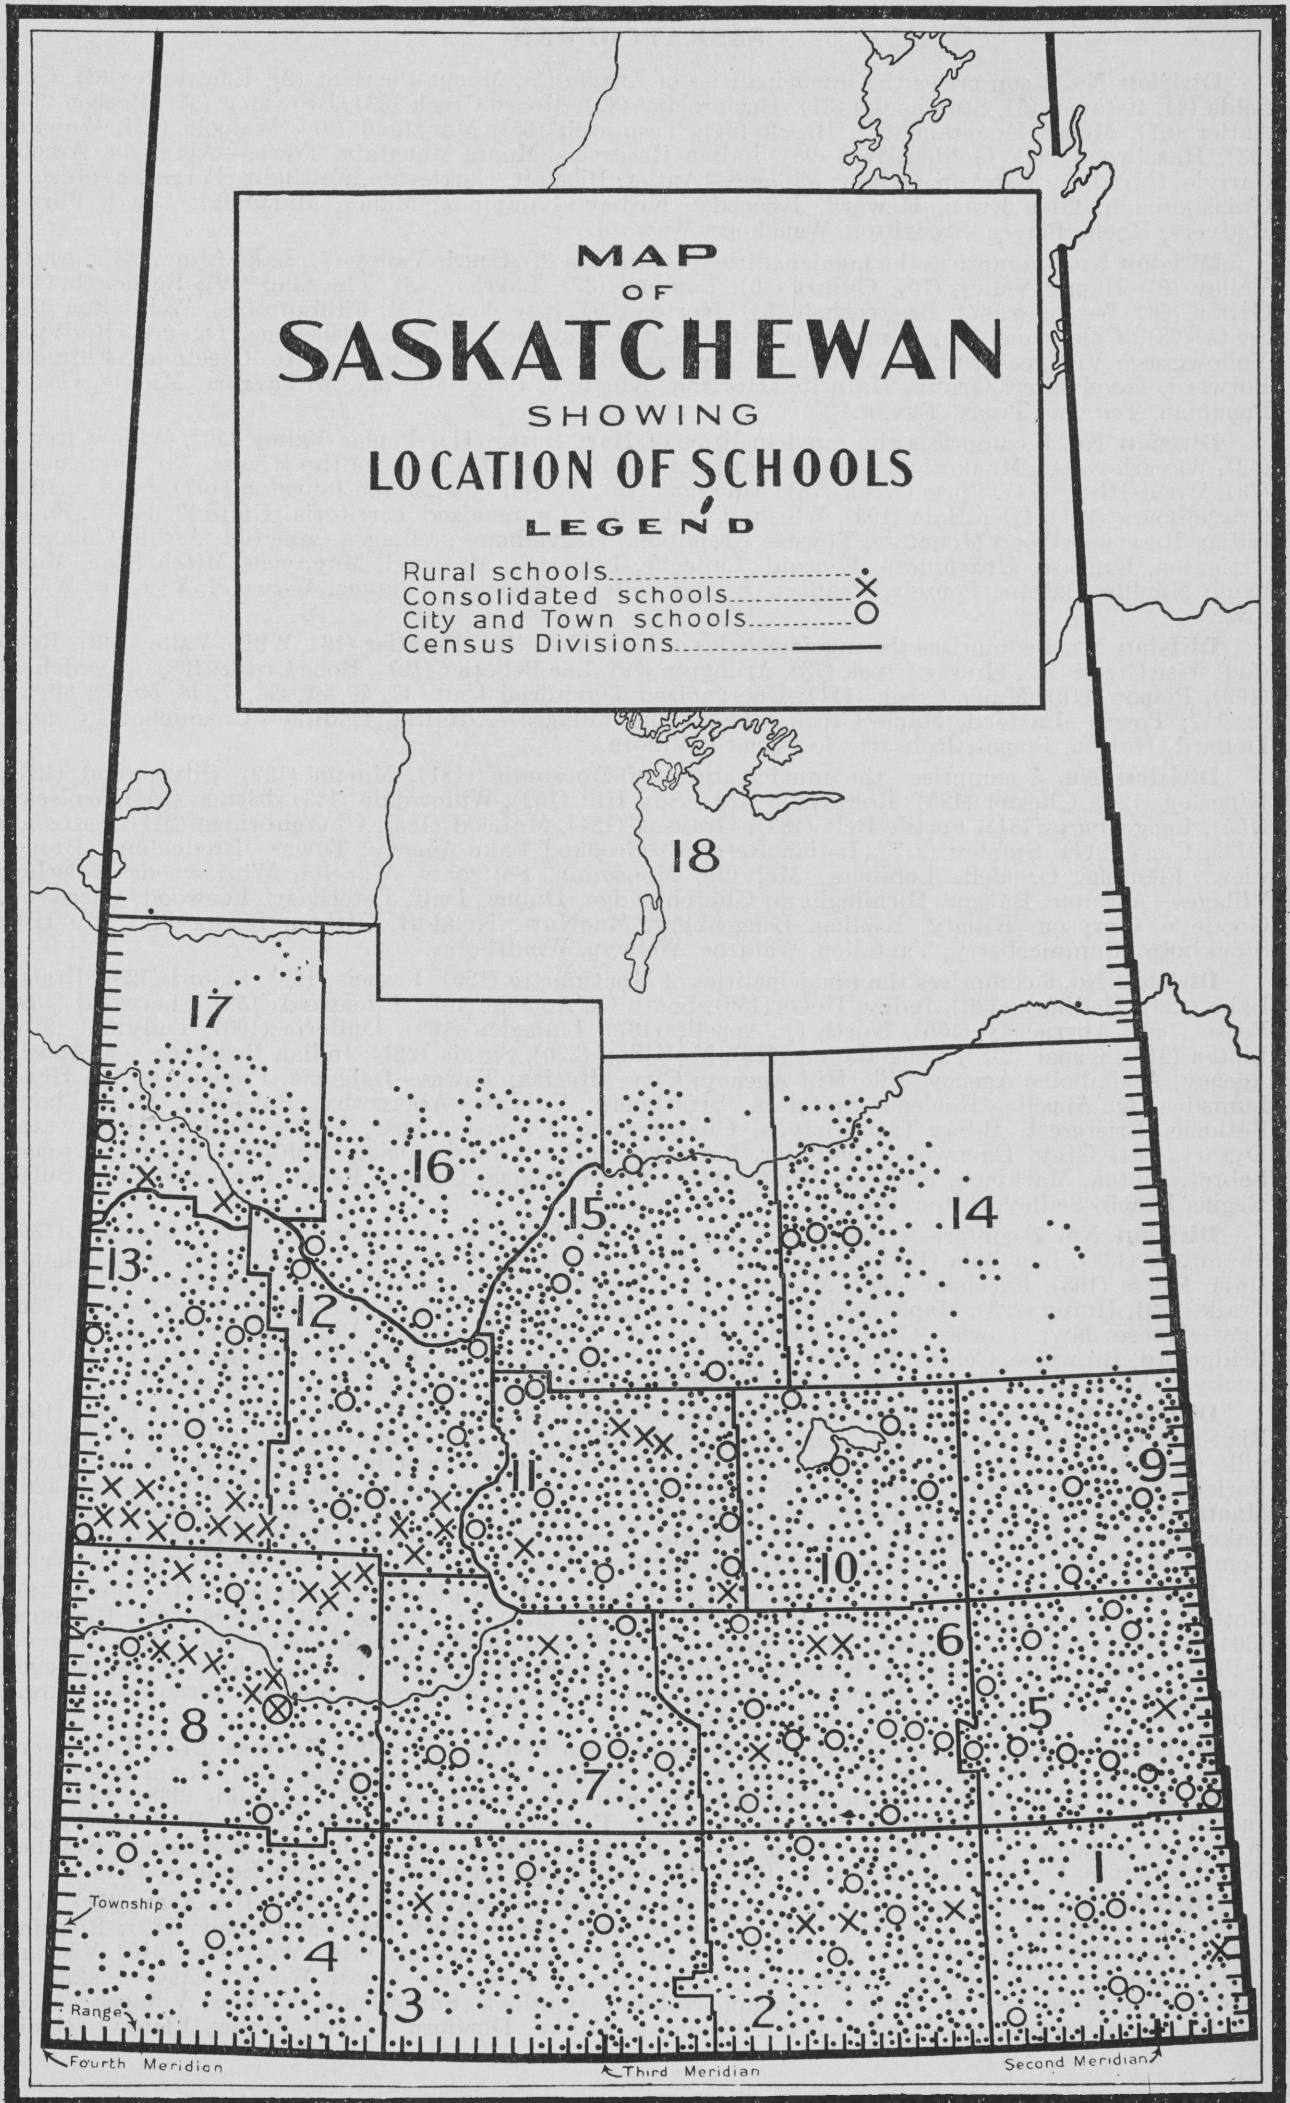 MAP
OF
SASKATCHEWAN
SHOWING
LOCATION OF SCHOOLS
LEGEND
Rural schools
Consolidated schools
City and Town schools
Census Divisions
18
17
16
15
14
13
12
11
9
10
6
5
8
7
1
Township
4
3
2
Range
Fourth Meridian
Third Meridian
Second Meridian